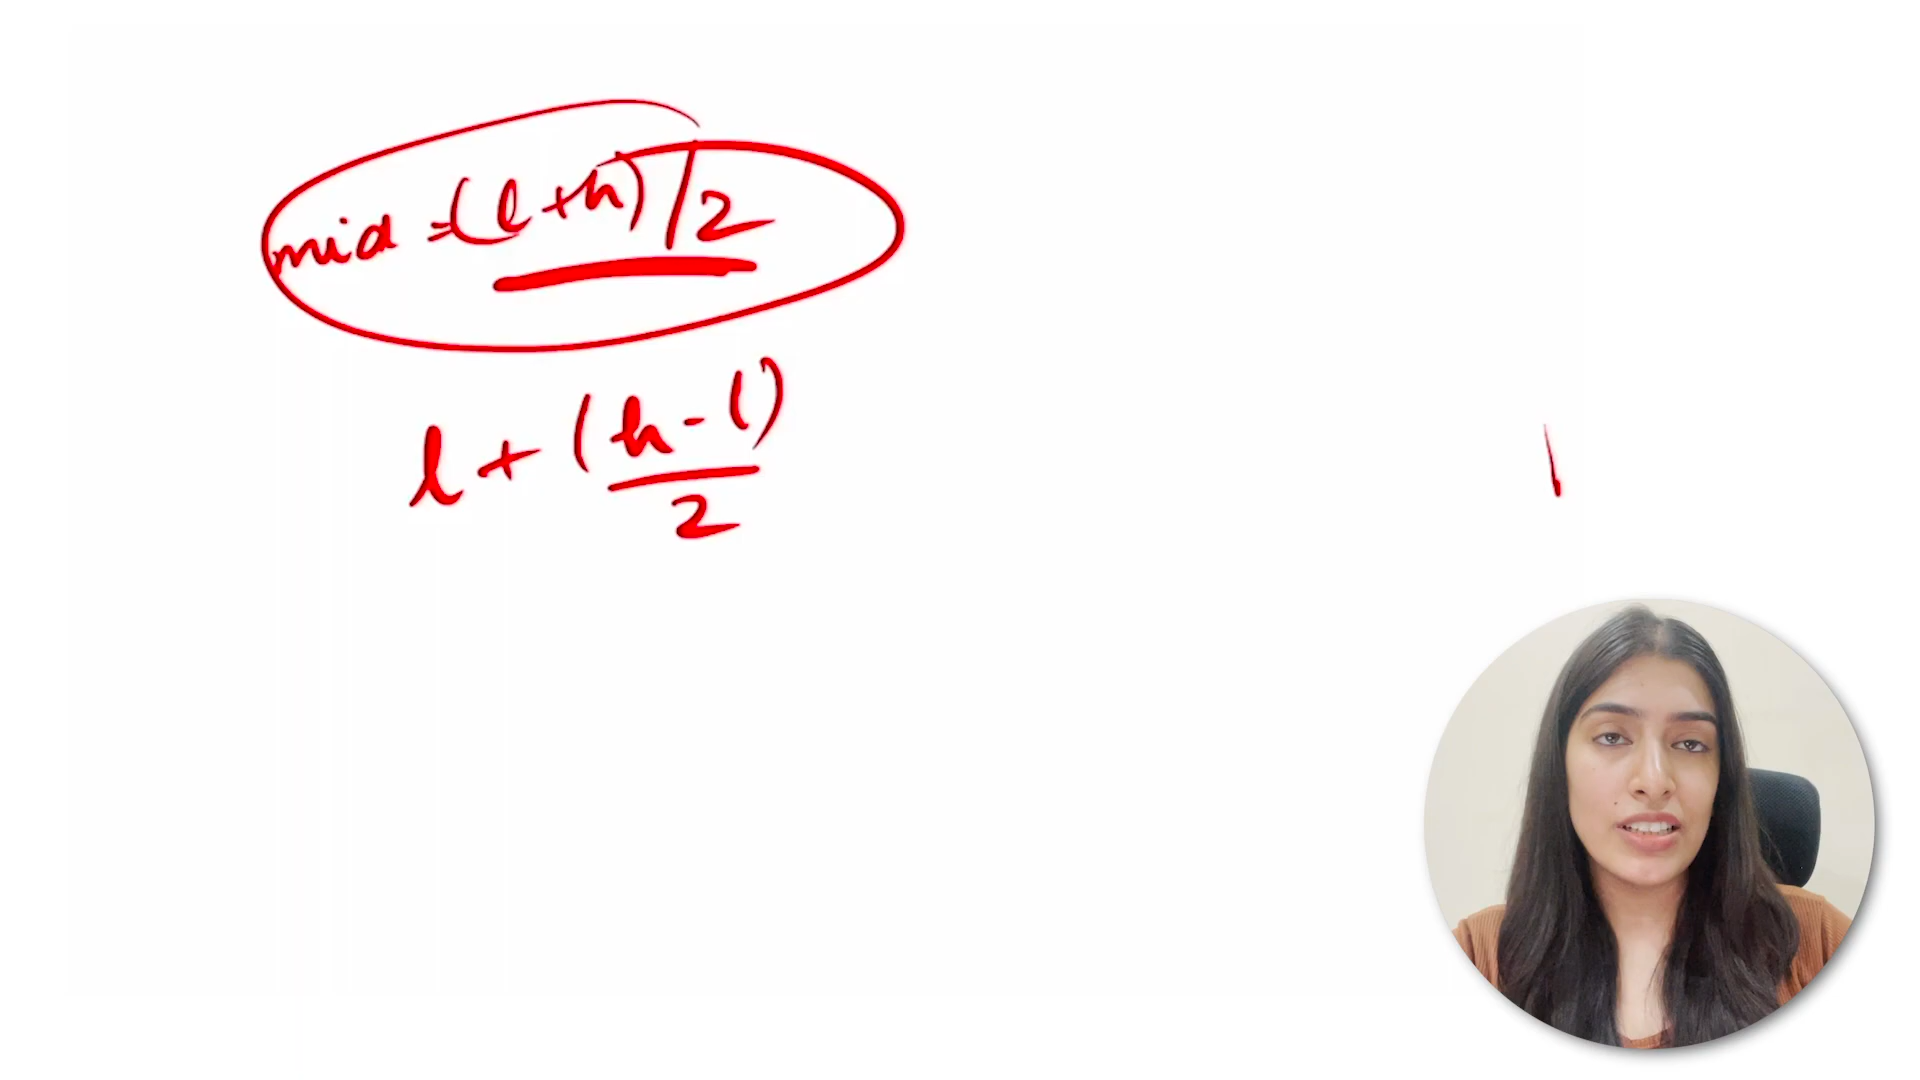 mid = (l+h)/2
l + (h-l)
2